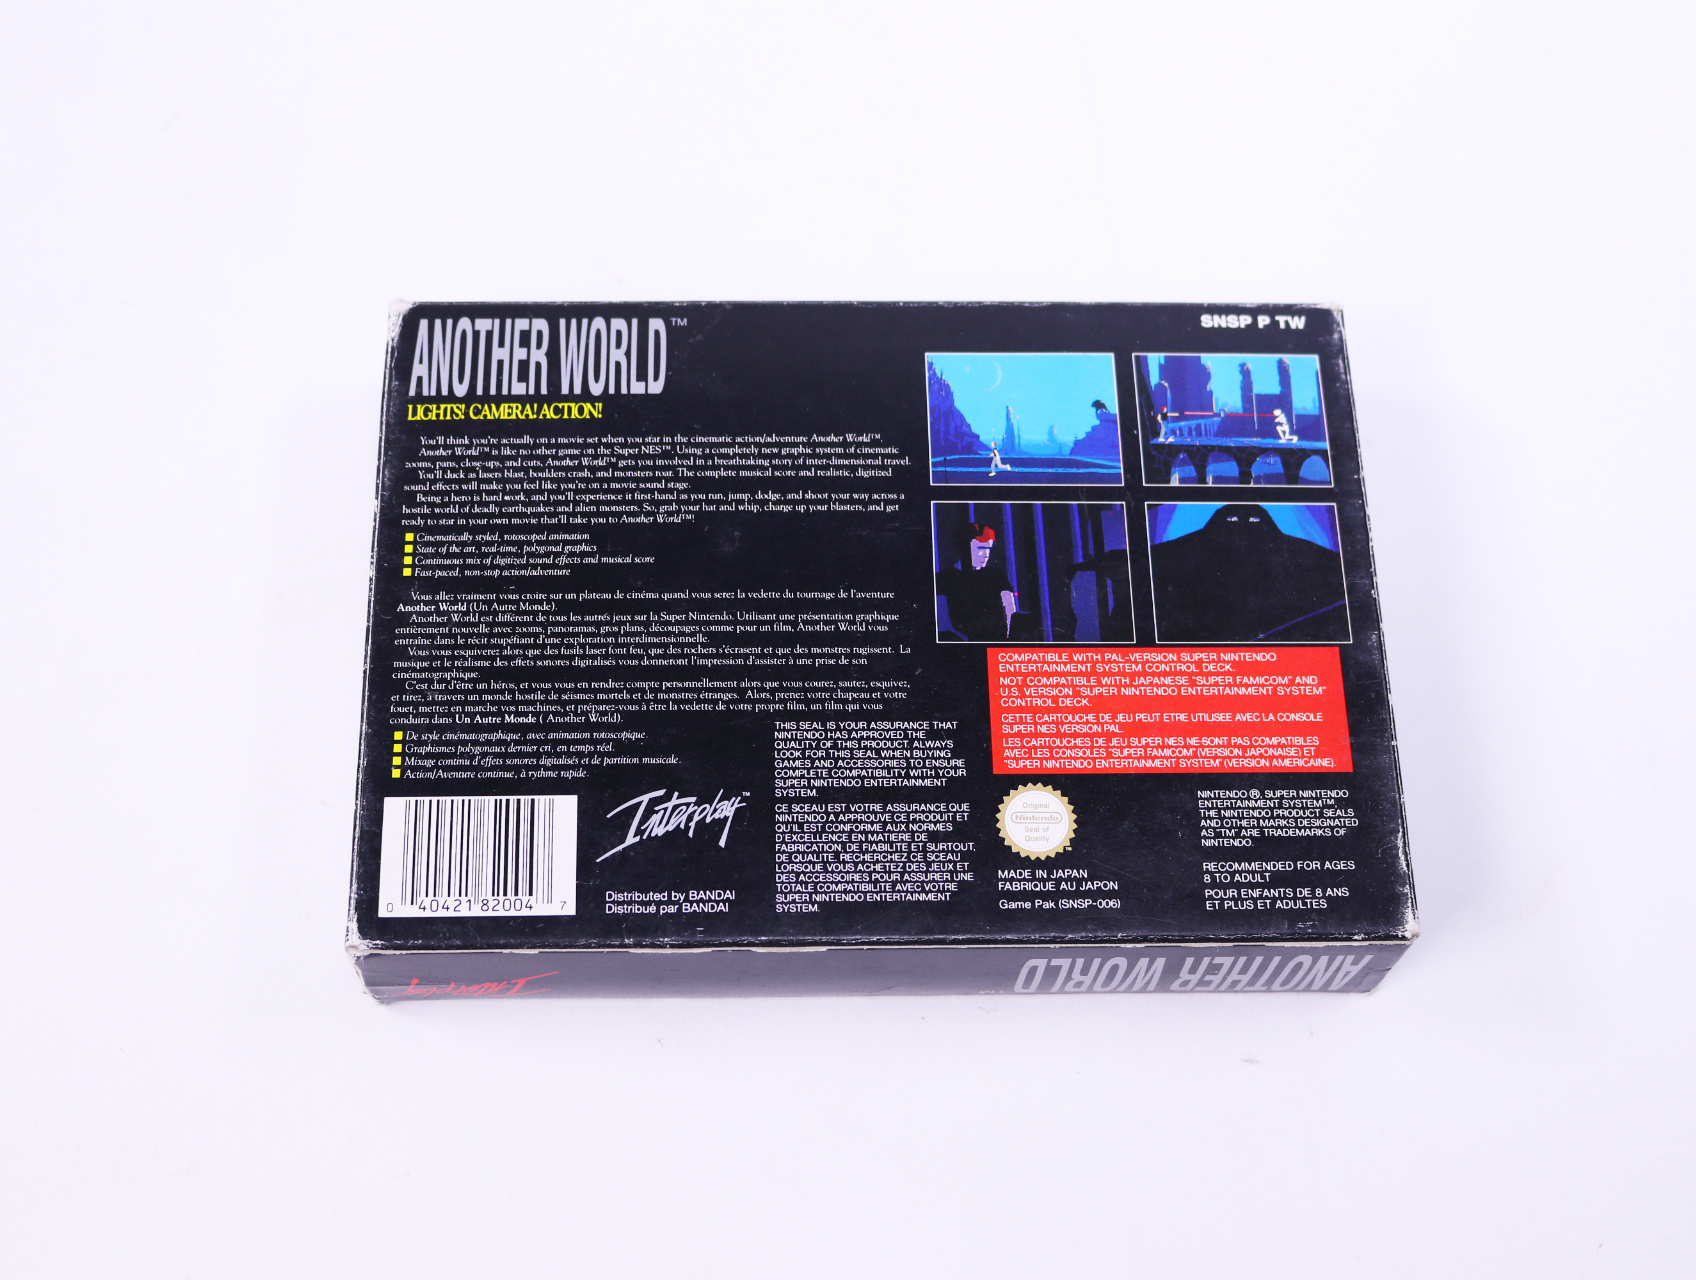 ANOTHER WORLD™
LIGHTS! CAMERA! ACTION!
You'll think you're actually on a movie set when you star in the cinematic action/adventure Another World™.
Another World™ is like no other game on the Super NES™. Using a completely new graphic system of cinematic
zooms, pans, close-ups, and cuts, Another World™ gets you involved in a breathtaking story of inter-dimensional travel.
You'll duck as lasers blast, boulders crash, and monsters roar. The complete musical score and realistic, digitized
sound effects will make you feel like you're on a movie sound stage.
Being a hero is hard work, and you'll experience it first-hand as you run, jump, dodge, and shoot your way across a
hostile world of deadly earthquakes and alien monsters. So, grab your hat and whip, charge up your blasters, and get
ready to star in your own movie that'll take you to Another World™!
Cinematically styled, rotoscoped animation
State of the art, real-time, polygonal graphics
Continuous mix of digitized sound effects and musical score
Fast-paced, non-stop action/adventure
Vous allez vraiment vous croire sur un plateau de cinéma quand vous serez la vedette du tournage de l'aventure
Another World (Un Autre Monde).
Another World est différent de tous les autres jeux sur la Super Nintendo. Utilisant une présentation graphique
entièrement nouvelle avec zooms, panoramas, gros plans, découpages comme pour un film, Another World vous
entraîne dans le récit stupéfiant d'une exploration interdimensionnelle.
Vous vous esquiverez alors que des fusils laser font feu, que des rochers s'écrasent et que des monstres rugissent. La
musique et le réalisme des effets sonores digitalisés vous donneront l'impression d'assister à une prise de son
cinématographique.
C'est dur d'être un héros, et vous vous en rendrez compte personnellement alors que vous courez, sautez, esquivez,
et tirez, à travers un monde hostile de séismes mortels et de monstres étranges. Alors, prenez votre chapeau et votre
fouet, mettez en marche vos machines, et préparez-vous à être la vedette de votre propre film, un film qui vous
conduira dans Un Autre Monde ( Another World).
De style cinématographique, avec animation rotoscopique.
Graphismes polygonaux dernier cri, en temps réel.
Mixage continu d'effets sonores digitalisés et de partition musicale.
Action/Aventure continue, à rythme rapide.
0 40421 82004 7
Interplay™
Distributed by BANDAI
Distribué par BANDAI
THIS SEAL IS YOUR ASSURANCE THAT
NINTENDO HAS APPROVED THE
QUALITY OF THIS PRODUCT. ALWAYS
LOOK FOR THIS SEAL WHEN BUYING
GAMES AND ACCESSORIES TO ENSURE
COMPLETE COMPATIBILITY WITH YOUR
SUPER NINTENDO ENTERTAINMENT
SYSTEM.
CE SCEAU EST VOTRE ASSURANCE QUE
NINTENDO A APPROUVE CE PRODUIT ET
QU'IL EST CONFORME AUX NORMES
D'EXCELLENCE EN MATIERE DE
FABRICATION, DE FIABILITE ET SURTOUT,
DE QUALITE. RECHERCHEZ CE SCEAU
LORSQUE VOUS ACHETEZ DES JEUX ET
DES ACCESSOIRES POUR ASSURER UNE
TOTALE COMPATIBILITE AVEC VOTRE
SUPER NINTENDO ENTERTAINMENT
SYSTEM.
SNSP P TW
COMPATIBLE WITH PAL-VERSION SUPER NINTENDO
ENTERTAINMENT SYSTEM CONTROL DECK.
NOT COMPATIBLE WITH JAPANESE "SUPER FAMICOM" AND
U.S. VERSION "SUPER NINTENDO ENTERTAINMENT SYSTEM"
CONTROL DECK.
CETTE CARTOUCHE DE JEU PEUT ETRE UTILISEE AVEC LA CONSOLE
SUPER NES VERSION PAL.
LES CARTOUCHES DE JEU SUPER NES NE SONT PAS COMPATIBLES
AVEC LES CONSOLES "SUPER FAMICOM" (VERSION JAPONAISE) ET
"SUPER NINTENDO ENTERTAINMENT SYSTEM" (VERSION AMERICAINE).
Original
Nintendo
Seal of
Quality
™
MADE IN JAPAN
FABRIQUE AU JAPON
Game Pak (SNSP-006)
NINTENDO ®, SUPER NINTENDO
ENTERTAINMENT SYSTEM™,
THE NINTENDO PRODUCT SEALS
AND OTHER MARKS DESIGNATED
AS "TM" ARE TRADEMARKS OF
NINTENDO.
RECOMMENDED FOR AGES
8 TO ADULT
POUR ENFANTS DE 8 ANS
ET PLUS ET ADULTES
ANOTHER WORLD™
Interplay